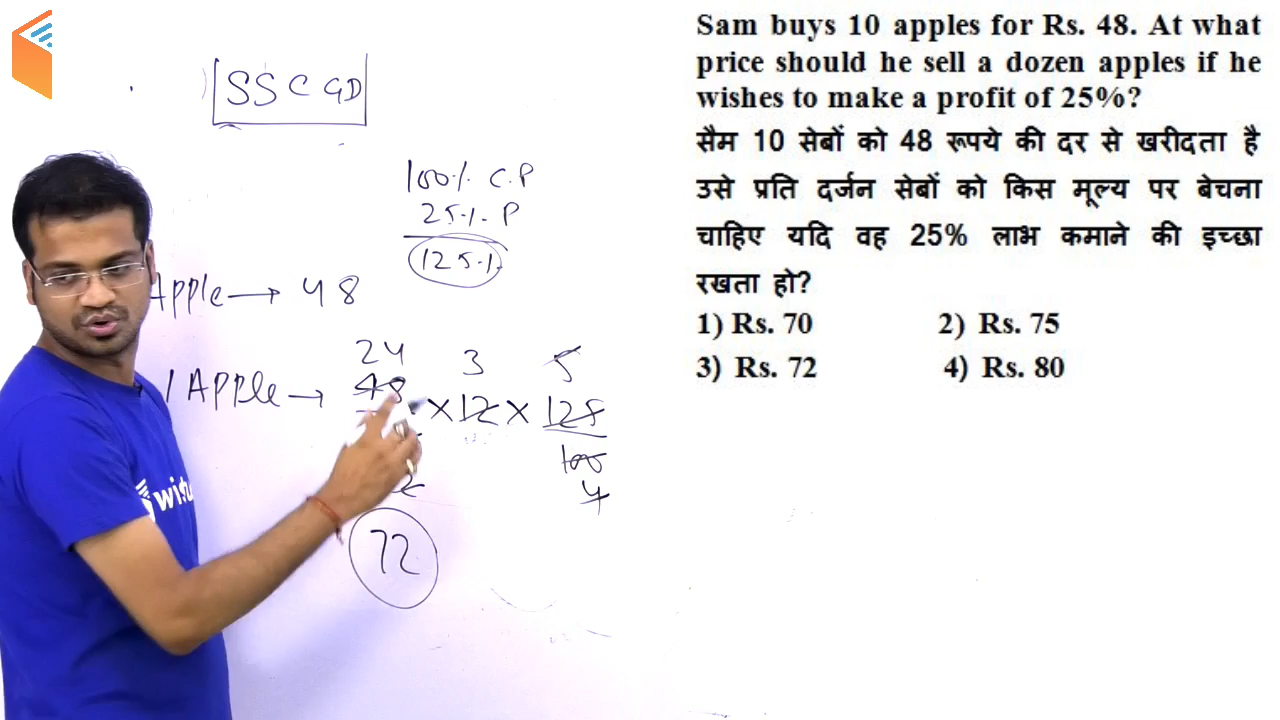 SSC GD
100% C.P
25% P
125%
Apple → 48
24 3 5
1 Apple → 48 × 12 × 125
100
4
72
wistu
Sam buys 10 apples for Rs. 48. At what
price should he sell a dozen apples if he
wishes to make a profit of 25%?
सैम 10 सेबों को 48 रूपये की दर से खरीदता है
उसे प्रति दर्जन सेबों को किस मूल्य पर बेचना
चाहिए यदि वह 25% लाभ कमाने की इच्छा
रखता हो?
1) Rs. 70 2) Rs. 75
3) Rs. 72 4) Rs. 80